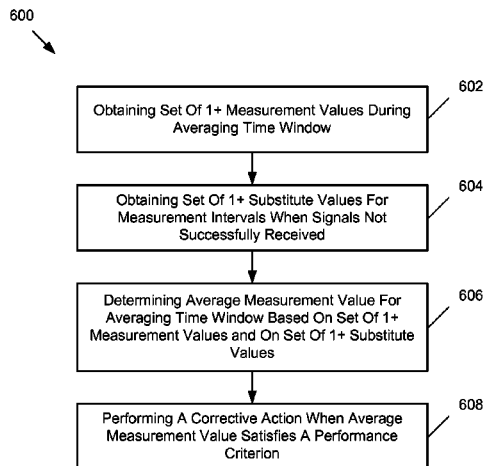 600
602
Obtaining Set Of 1+ Measurement Values During
Averaging Time Window
604
Obtaining Set Of 1+ Substitute Values For
Measurement Intervals When Signals Not
Successfully Received
606
Determining Average Measurement Value For
Averaging Time Window Based On Set Of 1+
Measurement Values and On Set Of 1+ Substitute
Values
608
Performing A Corrective Action When Average
Measurement Value Satisfies A Performance
Criterion